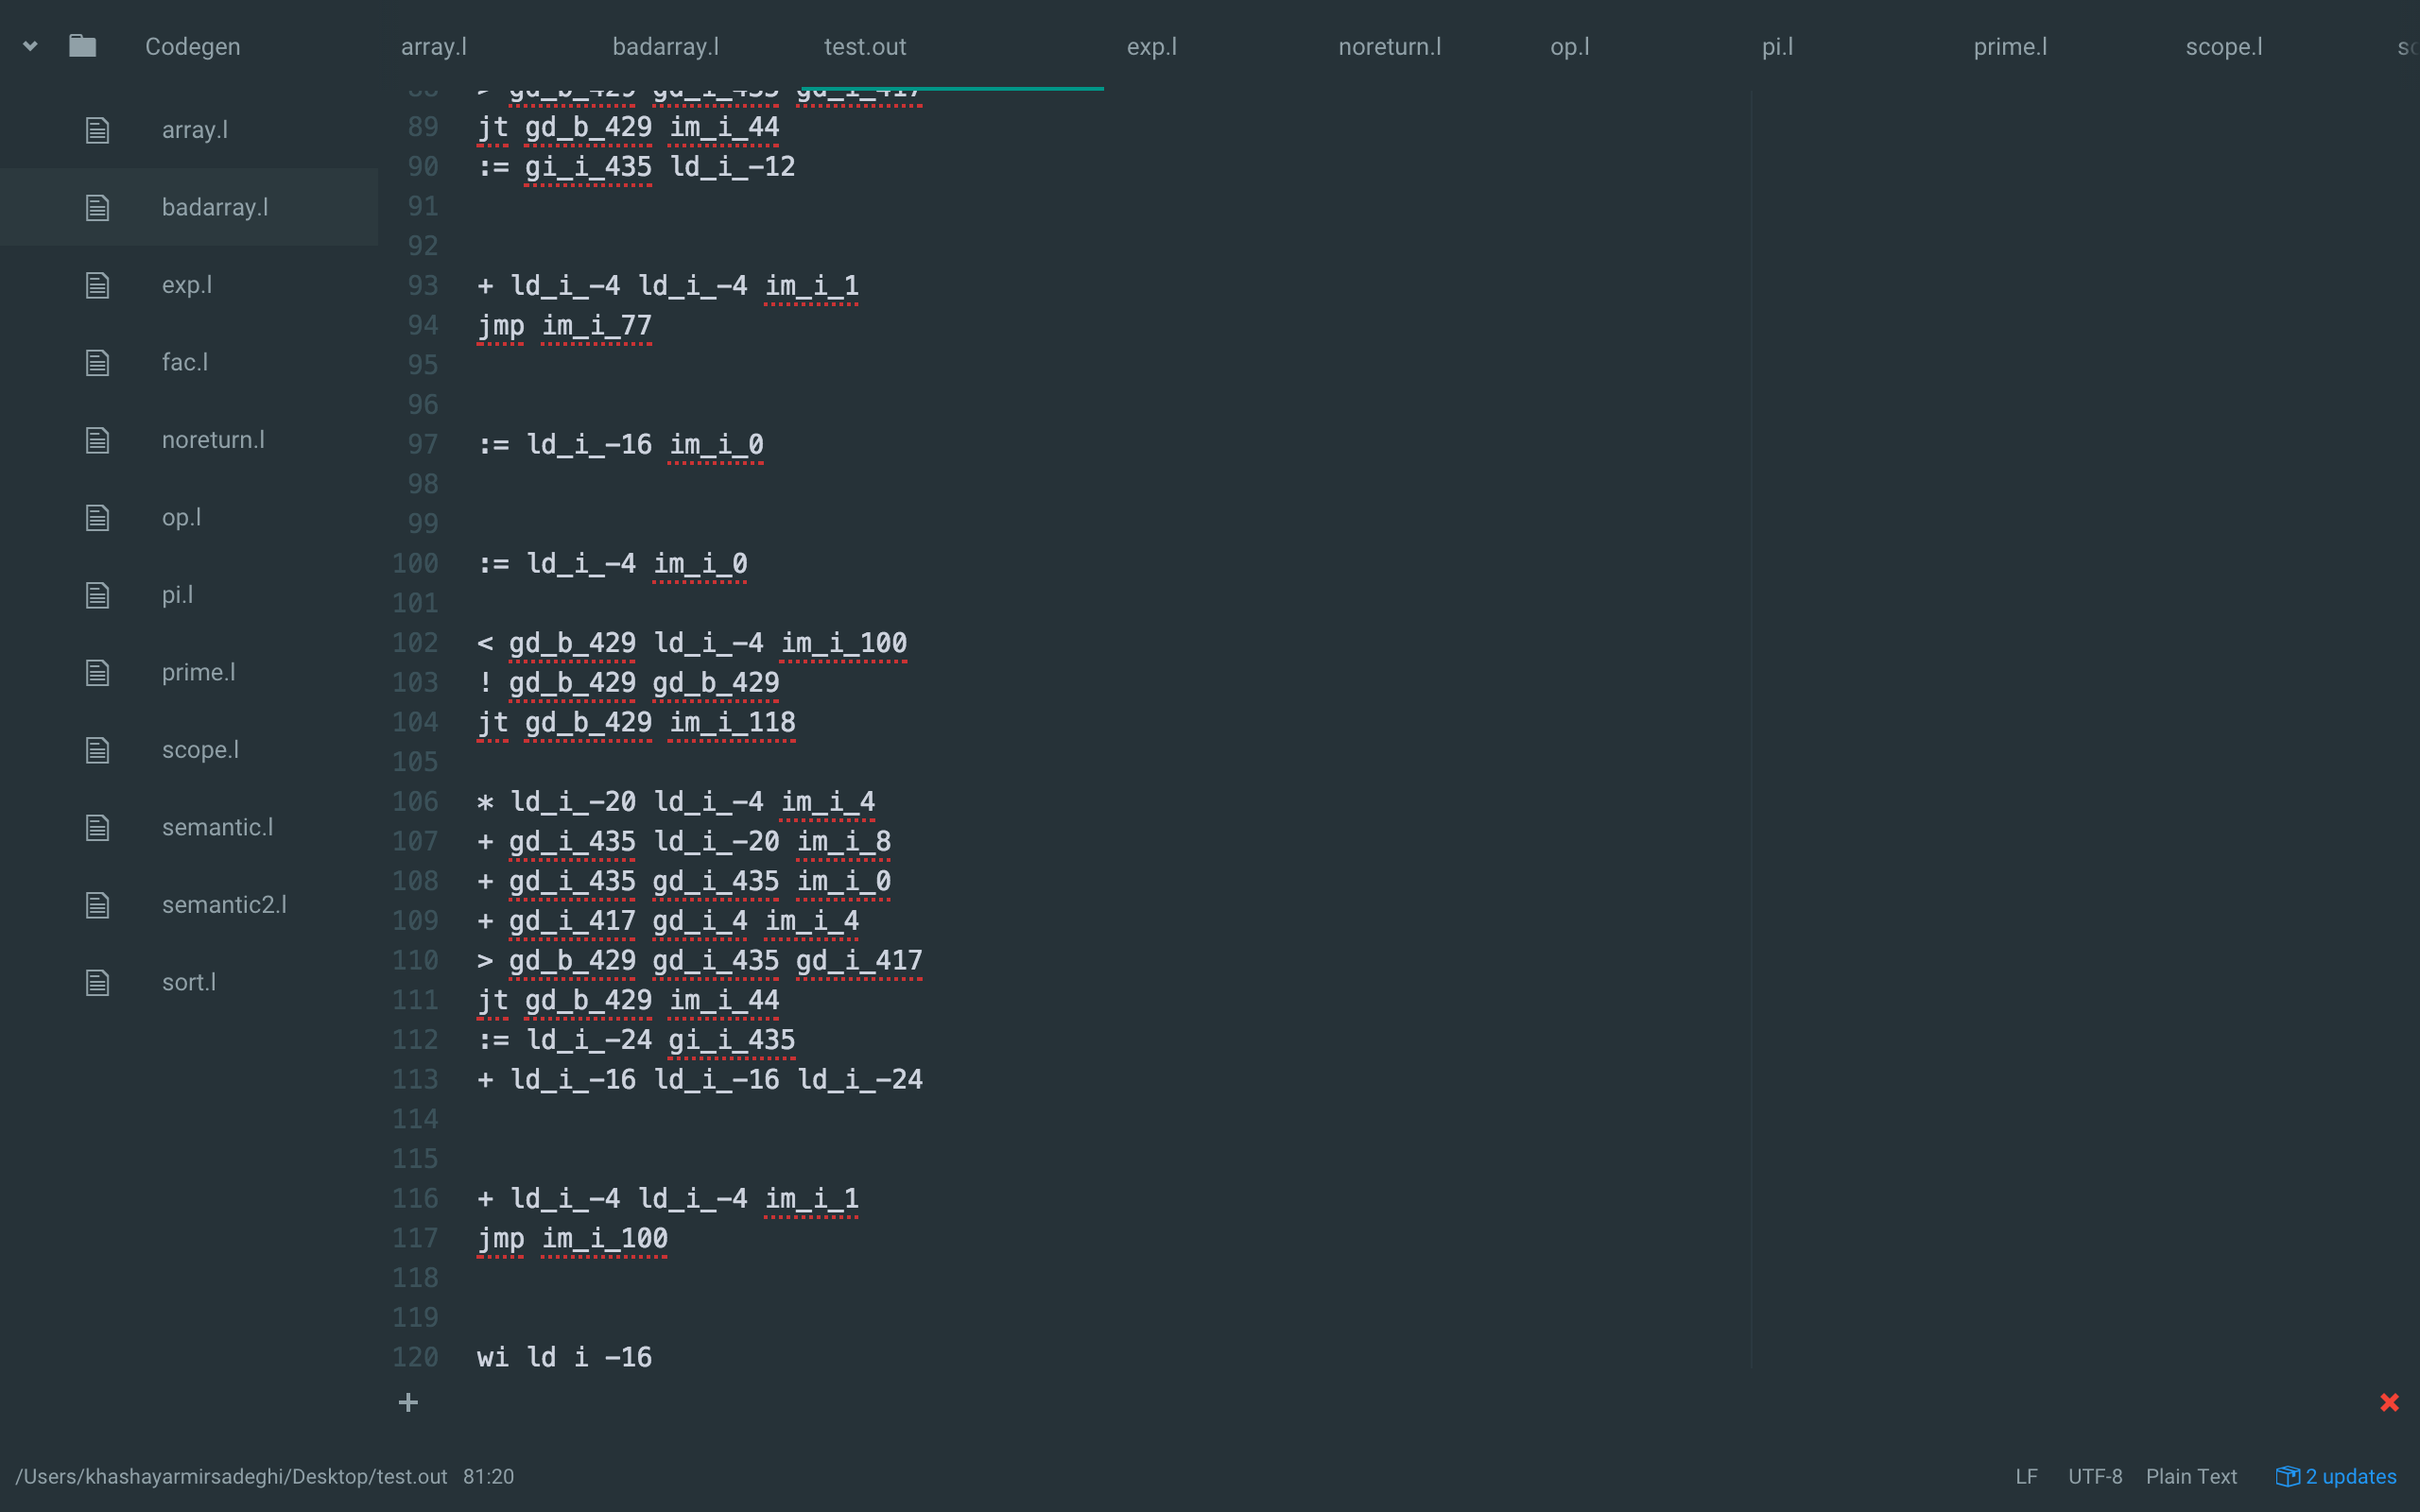 Codegen
array.l
badarray.l
exp.l
fac.l
noreturn.l
op.l
pi.l
prime.l
scope.l
semantic.l
semantic2.l
sort.l
array.l badarray.l test.out exp.l noreturn.l op.l pi.l prime.l scope.l
88 > gd_b_429 gd_i_435 gd_i_417
89 jt gd_b_429 im_i_44
90 := gi_i_435 ld_i_-12
91
92
93 + ld_i_-4 ld_i_-4 im_i_1
94 jmp im_i_77
95
96
97 := ld_i_-16 im_i_0
98
99
100 := ld_i_-4 im_i_0
101
102 < gd_b_429 ld_i_-4 im_i_100
103 ! gd_b_429 gd_b_429
104 jt gd_b_429 im_i_118
105
106 * ld_i_-20 ld_i_-4 im_i_4
107 + gd_i_435 ld_i_-20 im_i_8
108 + gd_i_435 gd_i_435 im_i_0
109 + gd_i_417 gd_i_4 im_i_4
110 > gd_b_429 gd_i_435 gd_i_417
111 jt gd_b_429 im_i_44
112 := ld_i_-24 gi_i_435
113 + ld_i_-16 ld_i_-16 ld_i_-24
114
115
116 + ld_i_-4 ld_i_-4 im_i_1
117 jmp im_i_100
118
119
120 wi ld i -16
/Users/khashayarmirsadeghi/Desktop/test.out 81:20 LF UTF-8 Plain Text 2 updates